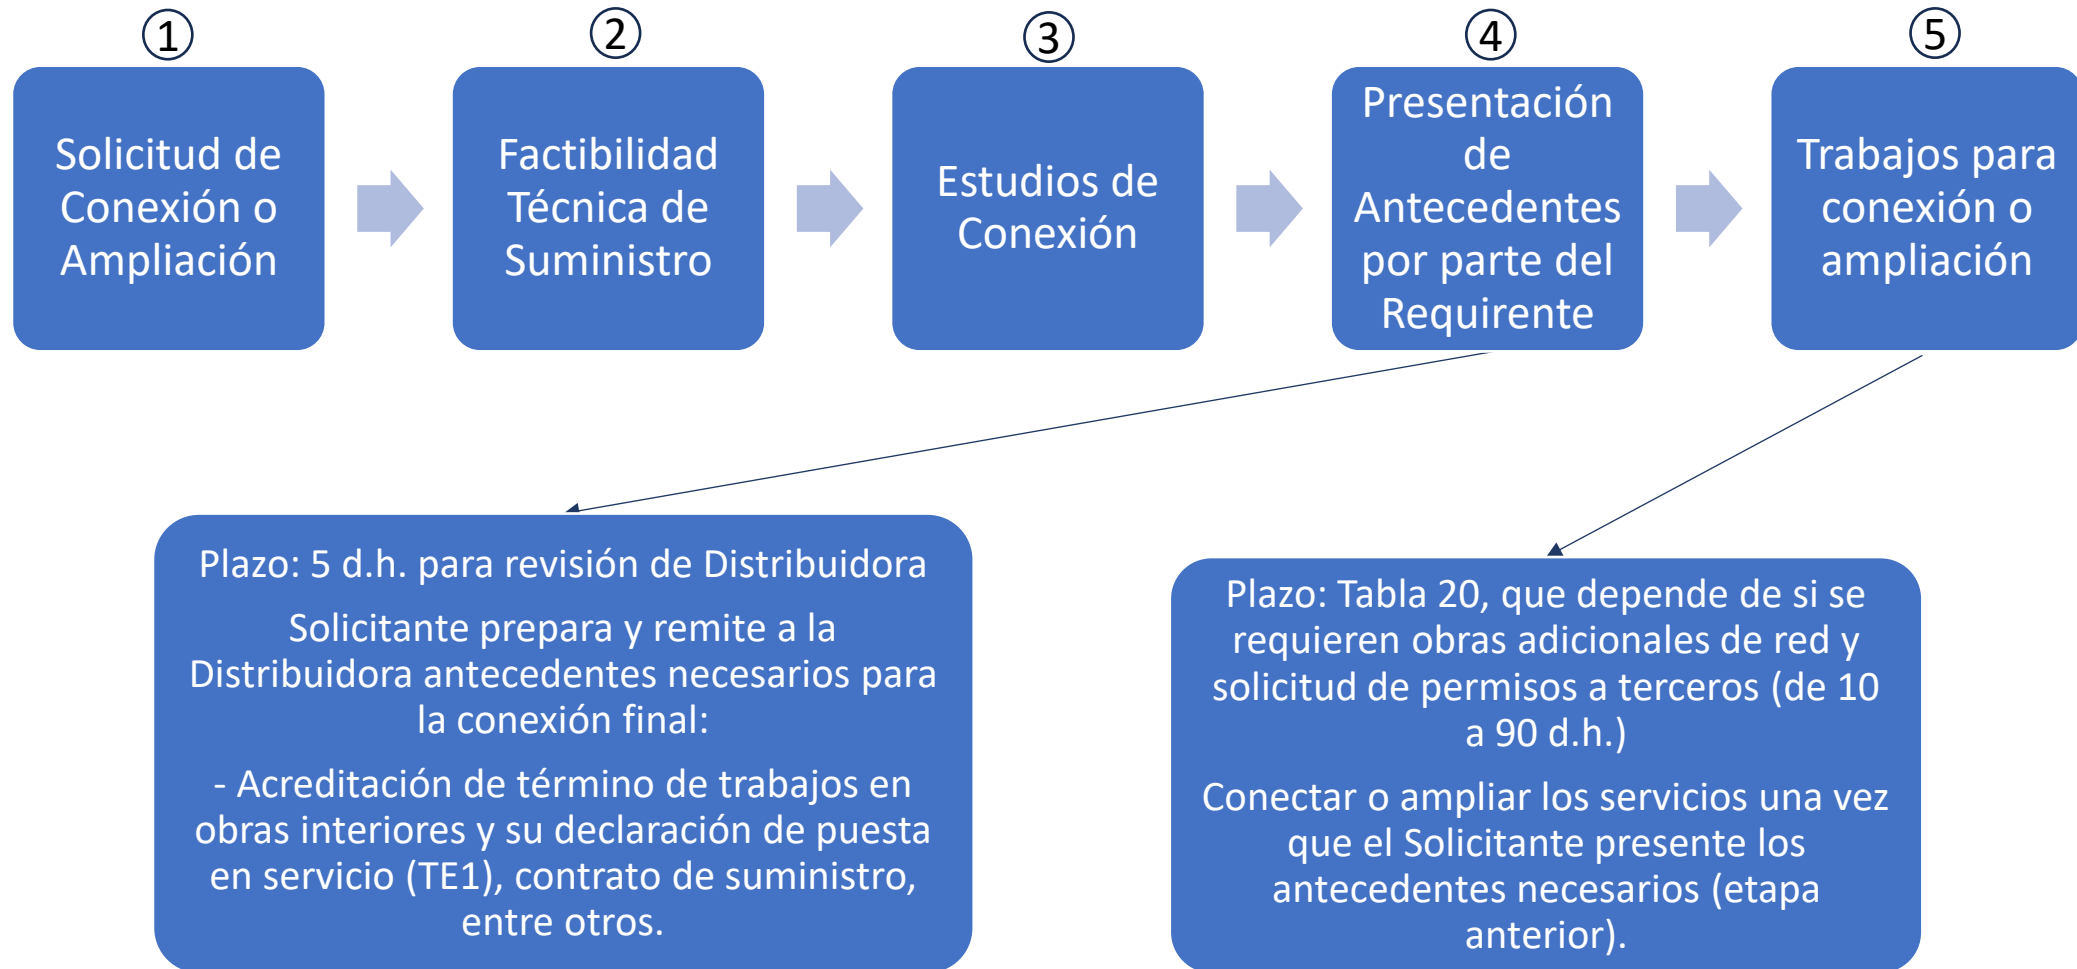 ①
Solicitud de
Conexión o
Ampliación
②
Factibilidad
Técnica de
Suministro
③
Estudios de
Conexión
④
Presentación
de
Antecedentes
por parte del
Requirente
⑤
Trabajos para
conexión o
ampliación
Plazo: 5 d.h. para revisión de Distribuidora
Solicitante prepara y remite a la
Distribuidora antecedentes necesarios para
la conexión final:
- Acreditación de término de trabajos en
obras interiores y su declaración de puesta
en servicio (TE1), contrato de suministro,
entre otros.
Plazo: Tabla 20, que depende de si se
requieren obras adicionales de red y
solicitud de permisos a terceros (de 10
a 90 d.h.)
Conectar o ampliar los servicios una vez
que el Solicitante presente los
antecedentes necesarios (etapa
anterior).